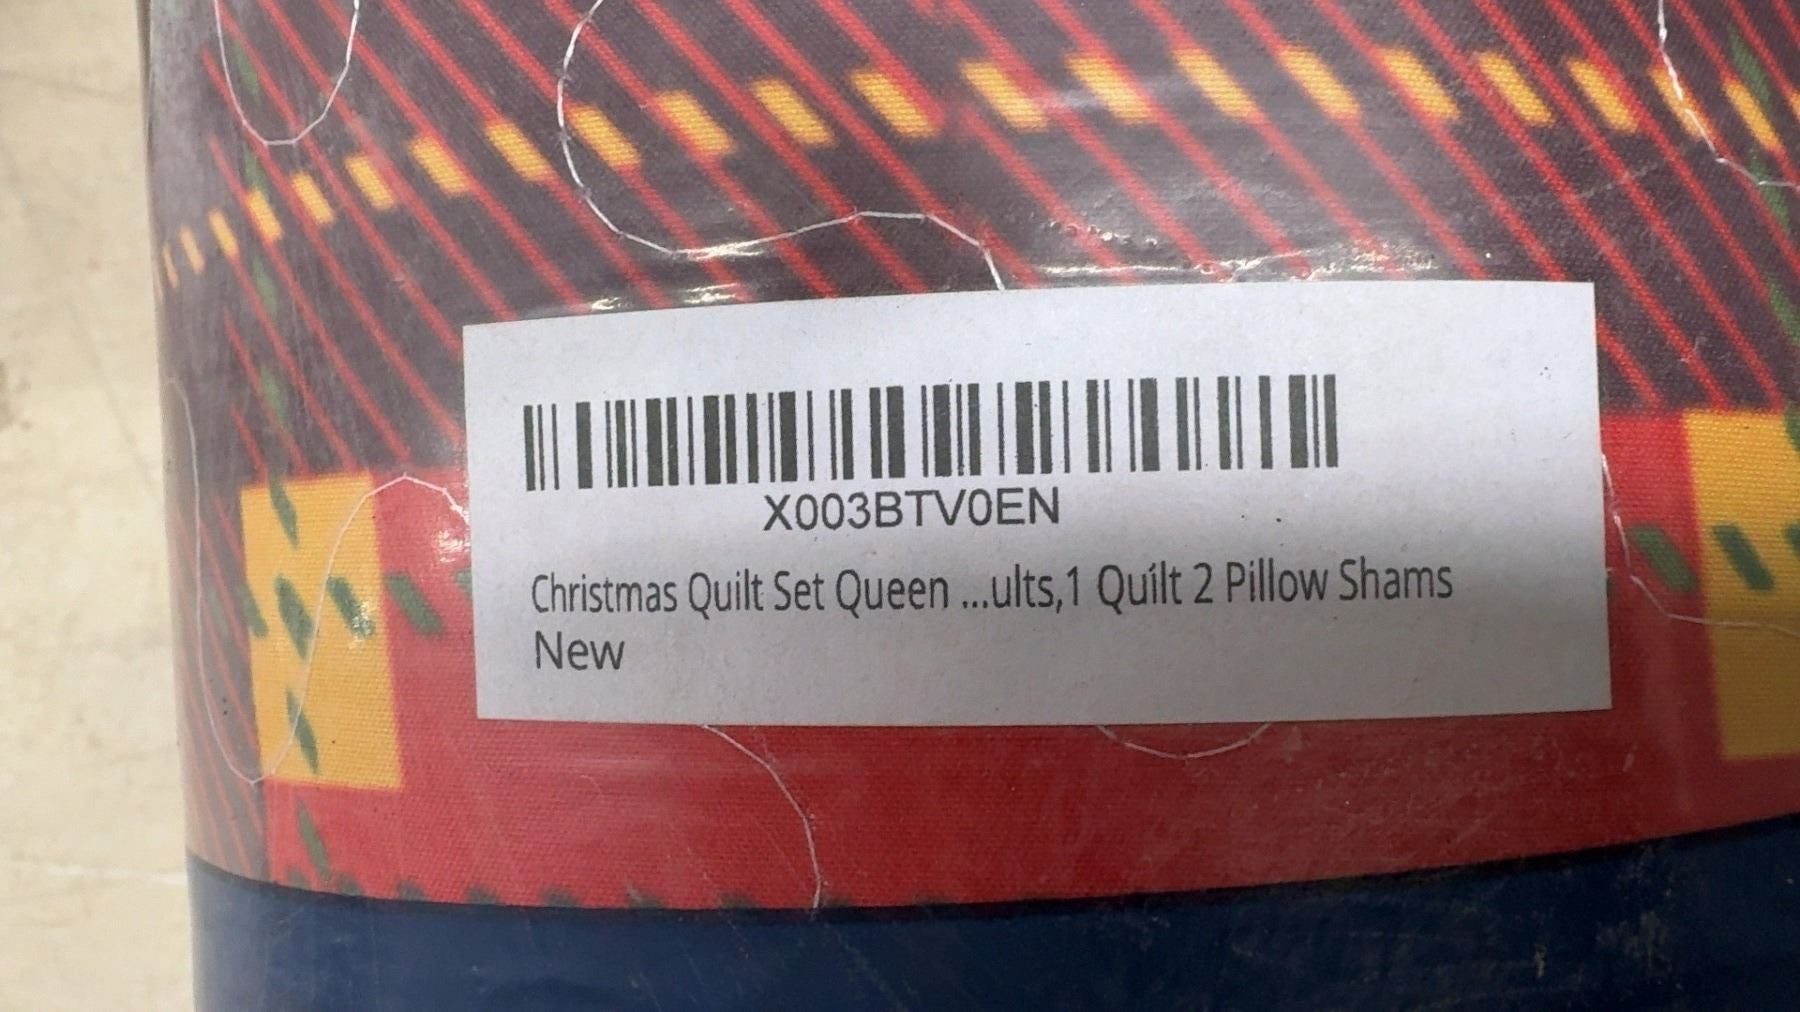 X003BTV0EN
Christmas Quilt Set Queen ...ults,1 Quilt 2 Pillow Shams
New